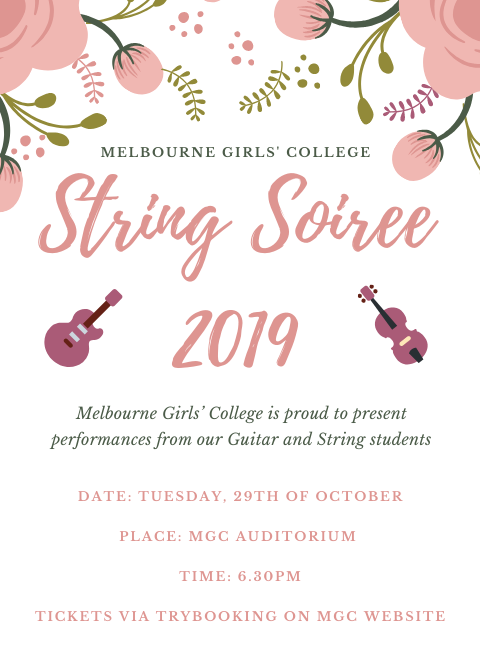 MELBOURNE GIRLS' COLLEGE
String Soiree
2019
Melbourne Girls’ College is proud to present
performances from our Guitar and String students
DATE: TUESDAY, 29TH OF OCTOBER
PLACE: MGC AUDITORIUM
TIME: 6.30PM
TICKETS VIA TRYBOOKING ON MGC WEBSITE